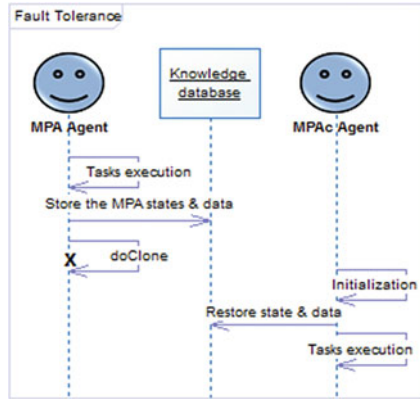 Fault Tolerance
Knowledge
database
MPA Agent
MPAc Agent
Tasks execution
Store the MPA states & data
X
doClone
Initialization
Restore state & data
Tasks execution